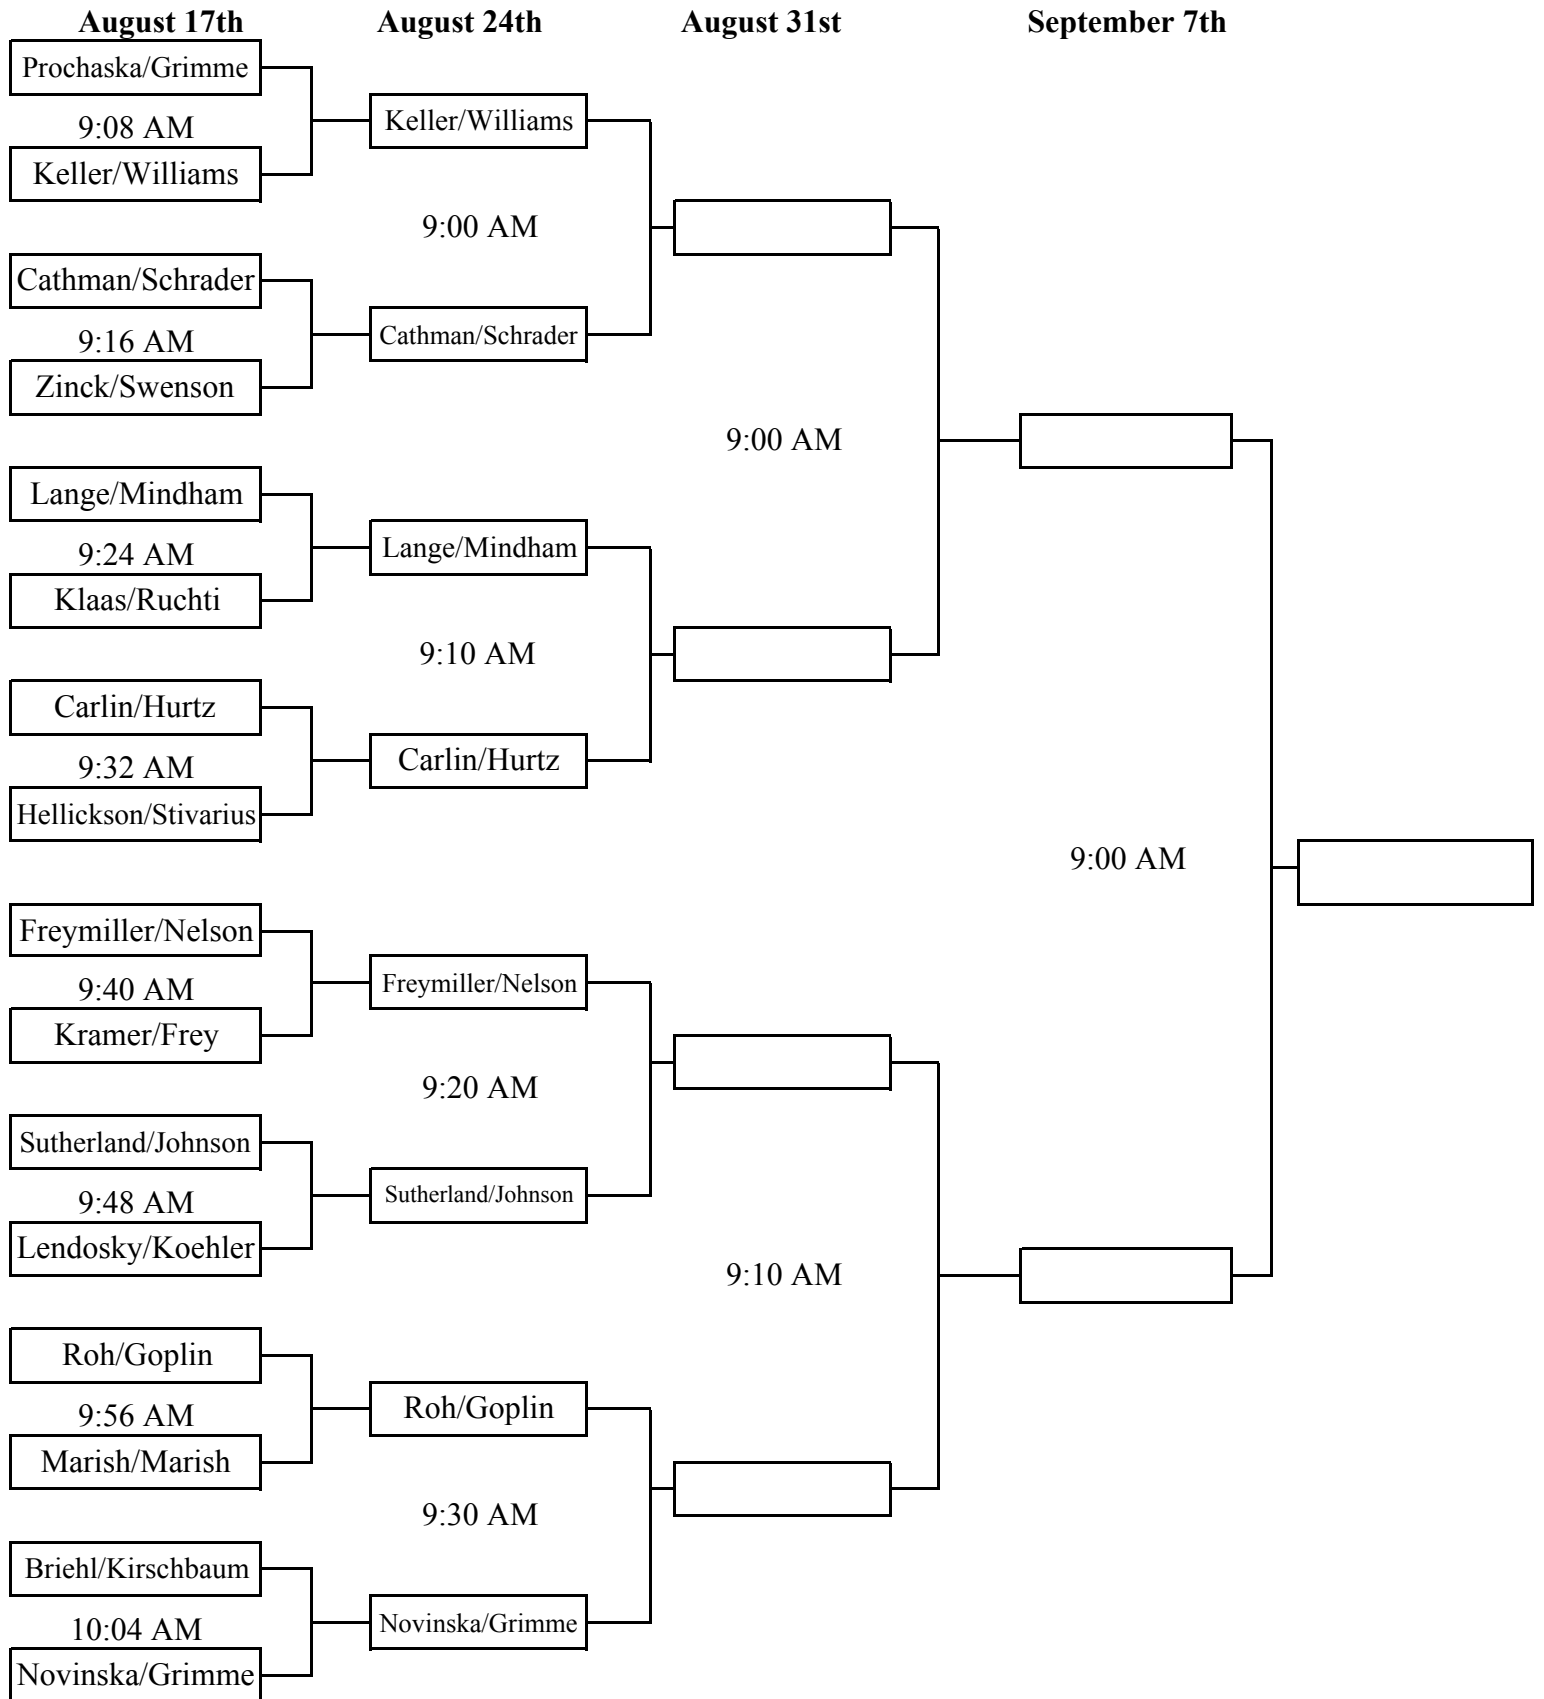 August 17th August 24th August 31st September 7th
Prochaska/Grimme
9:08 AM
Keller/Williams
Cathman/Schrader
9:16 AM
Zinck/Swenson
Lange/Mindham
9:24 AM
Klaas/Ruchti
Carlin/Hurtz
9:32 AM
Hellickson/Stivarius
Freymiller/Nelson
9:40 AM
Kramer/Frey
Sutherland/Johnson
9:48 AM
Lendosky/Koehler
Roh/Goplin
9:56 AM
Marish/Marish
Briehl/Kirschbaum
10:04 AM
Novinska/Grimme
Keller/Williams
9:00 AM
Cathman/Schrader
Lange/Mindham
9:10 AM
Carlin/Hurtz
Freymiller/Nelson
9:20 AM
Sutherland/Johnson
Roh/Goplin
9:30 AM
Novinska/Grimme
9:00 AM
9:10 AM
9:00 AM